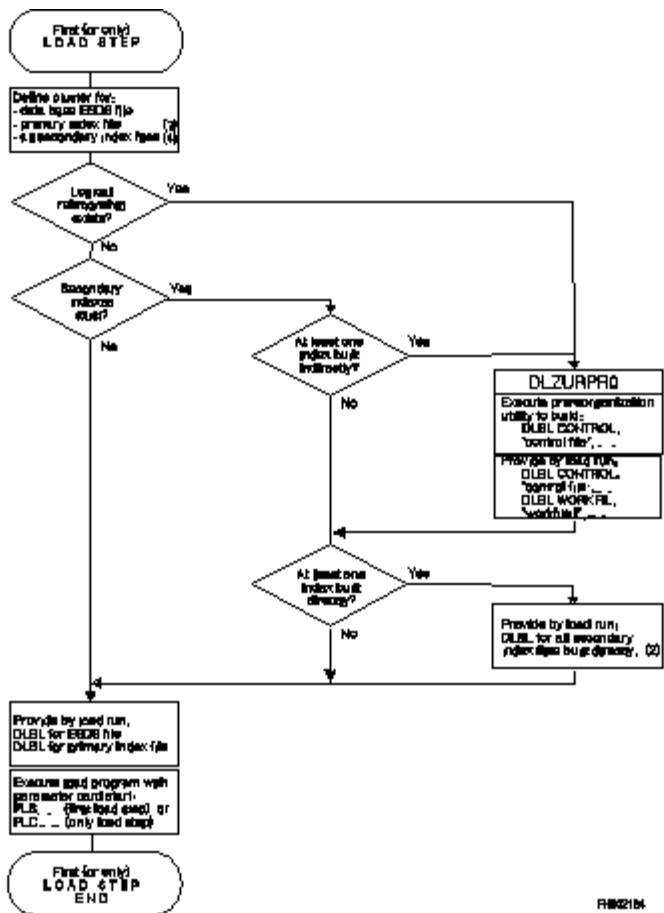 First (or only)
LOAD STEP
Define cluster for:
- data base ESDS file
- primary index file
- secondary index files
Logical
relationship
exists?
Yes
No
Secondary
indexes
exist?
Yes
No
At least one
index built
indirectly?
Yes
No
DLZURPR0
Execute prereorganization
utility to build:
DLBL CONTROL,
"control file", _ _
Provide by load run,
DLBL CONTROL,
"control file", _ _
DLBL WORKFIL,
"workfile", _ _
At least one
index built
directly?
Yes
No
Provide by load run;
DLBL for all secondary
index files built directly, (2)
Provide by load run,
DLBL for ESDS file
DLBL for primary index file
Execute load program with
parameter card start:
PLS, _ _ (first load step) or
PLC, _ _ (only load step)
First (or only)
LOAD STEP
END